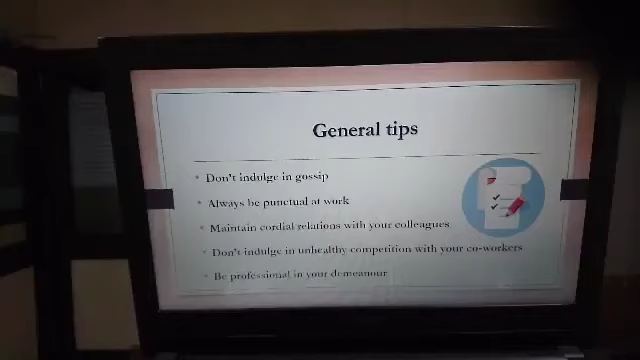 General tips
Don't indulge in gossip
Always be punctual at work
Maintain cordial relations with your colleagues
Don't indulge in unhealthy competition with your co-workers
Be professional in your demeanour